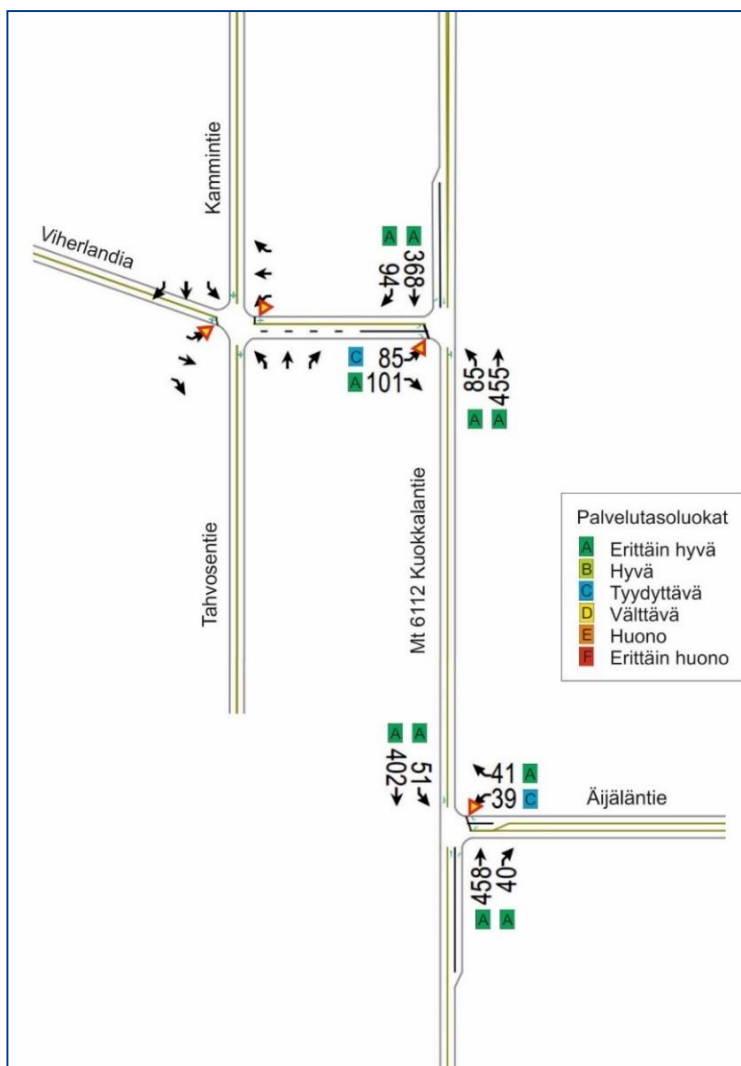 Kammintie
Viherlandia
A A
94 368
C 85
A 101
85 455
A A
Mt 6112 Kuokkalantie
Tahvosentie
Palvelutasoluokat
A Erittäin hyvä
B Hyvä
C Tyydyttävä
D Välttävä
E Huono
F Erittäin huono
A A
402 51
41 A
39 C
Äijäläntie
458 40
A A